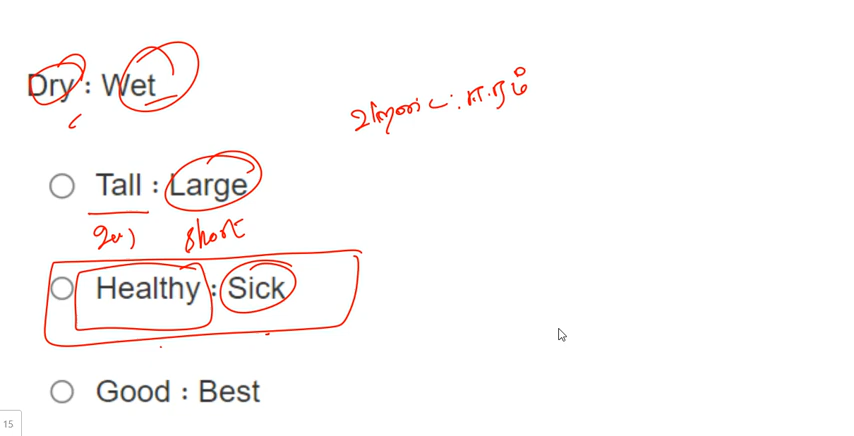 Dry : Wet
Tall : Large
short
Healthy : Sick
Good : Best
15